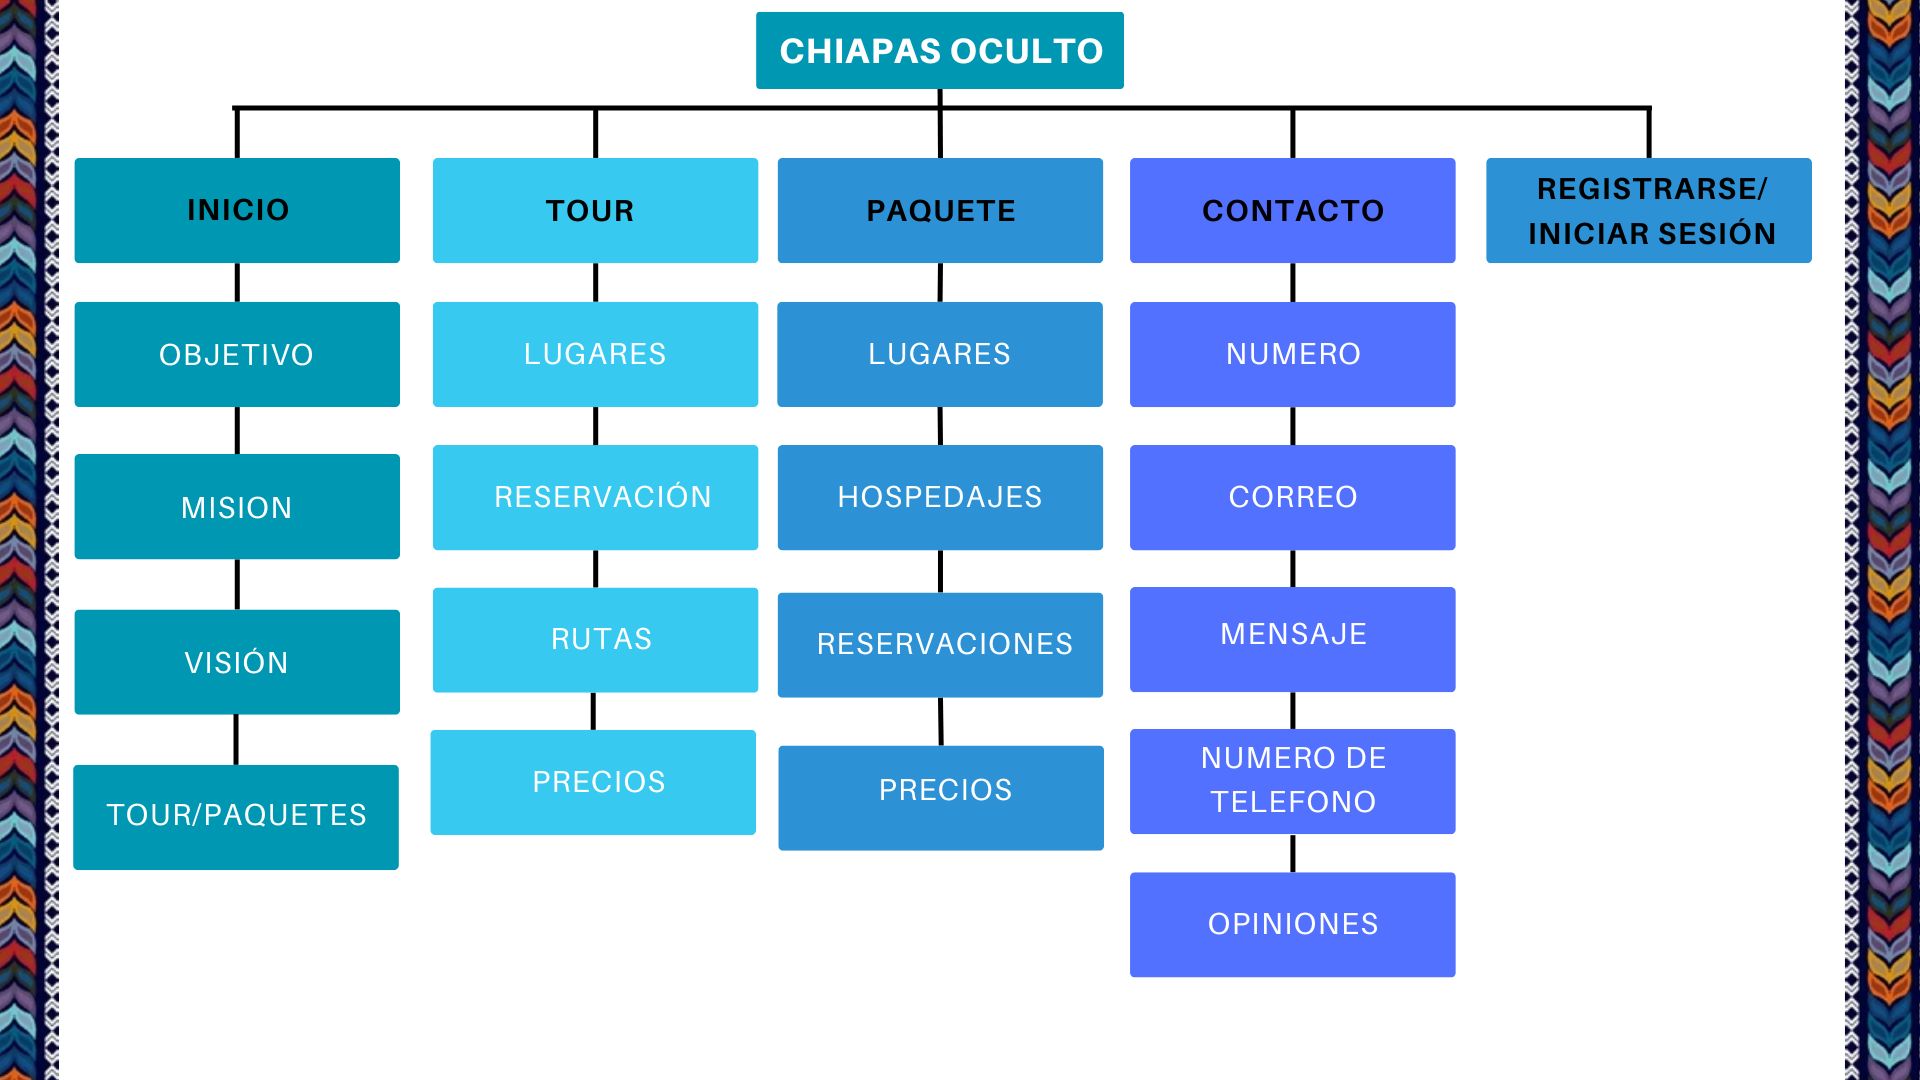 CHIAPAS OCULTO
INICIO
OBJETIVO
MISION
VISIÓN
TOUR/PAQUETES
TOUR
LUGARES
RESERVACIÓN
RUTAS
PRECIOS
PAQUETE
LUGARES
HOSPEDAJES
RESERVACIONES
PRECIOS
CONTACTO
NUMERO
CORREO
MENSAJE
NUMERO DE
TELEFONO
OPINIONES
REGISTRARSE/
INICIAR SESIÓN